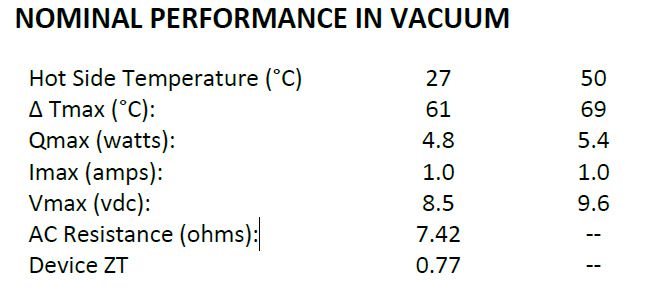 NOMINAL PERFORMANCE IN VACUUM
Hot Side Temperature (°C) 27 50
Δ Tmax (°C): 61 69
Qmax (watts): 4.8 5.4
Imax (amps): 1.0 1.0
Vmax (vdc): 8.5 9.6
AC Resistance (ohms): 7.42 --
Device ZT 0.77 --